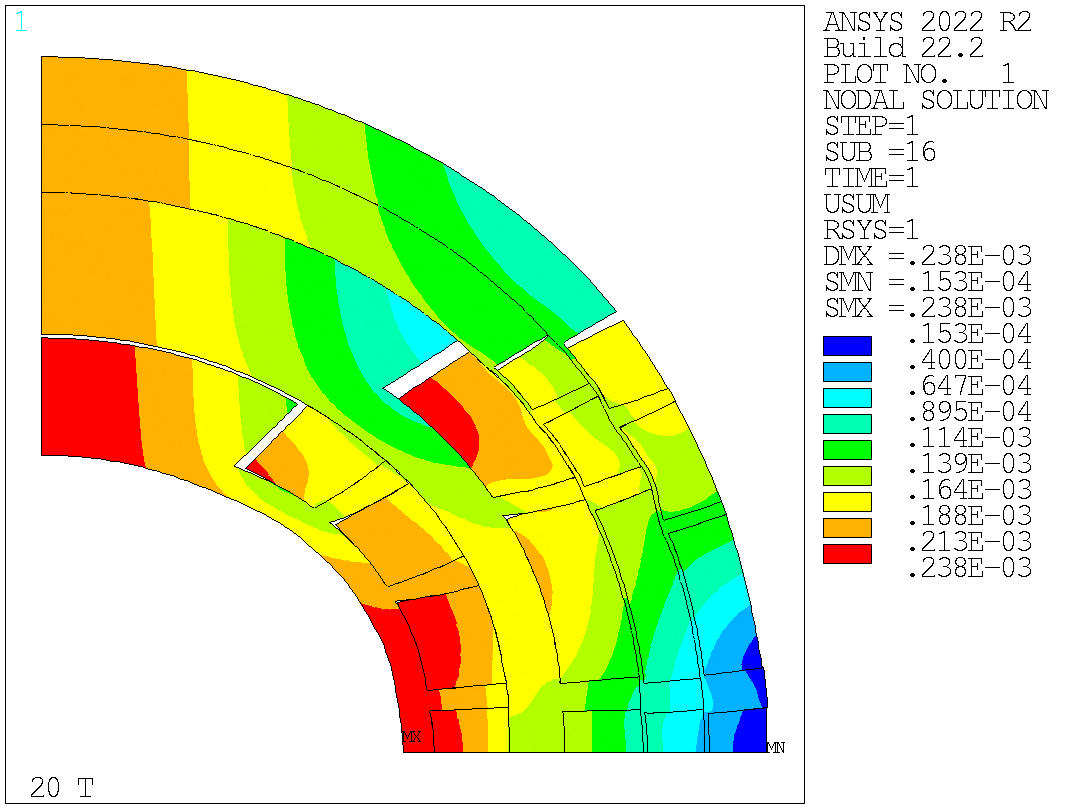 1
ANSYS 2022 R2
Build 22.2
PLOT NO.   1
NODAL SOLUTION
STEP=1
SUB =16
TIME=1
USUM
RSYS=1
DMX =.238E-03
SMN =.153E-04
SMX =.238E-03
.153E-04
.400E-04
.647E-04
.895E-04
.114E-03
.139E-03
.164E-03
.188E-03
.213E-03
.238E-03
MX
MN
20 T